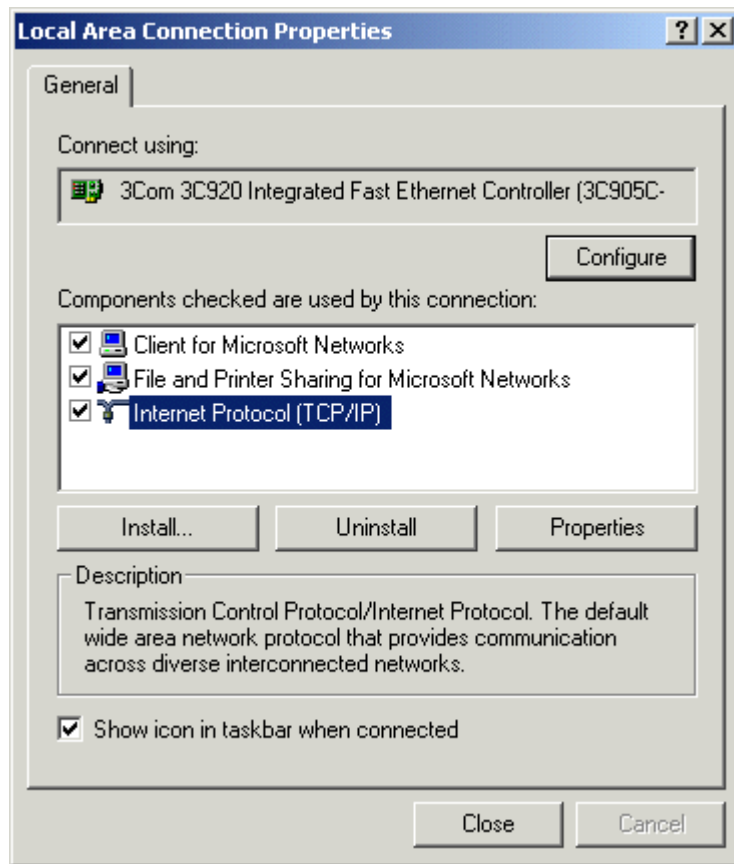 Local Area Connection Properties
General
Connect using:
3Com 3C920 Integrated Fast Ethernet Controller (3C905C-
Configure
Components checked are used by this connection:
Client for Microsoft Networks
File and Printer Sharing for Microsoft Networks
Internet Protocol (TCP/IP)
Install... Uninstall Properties
Description
Transmission Control Protocol/Internet Protocol. The default
wide area network protocol that provides communication
across diverse interconnected networks.
Show icon in taskbar when connected
Close Cancel